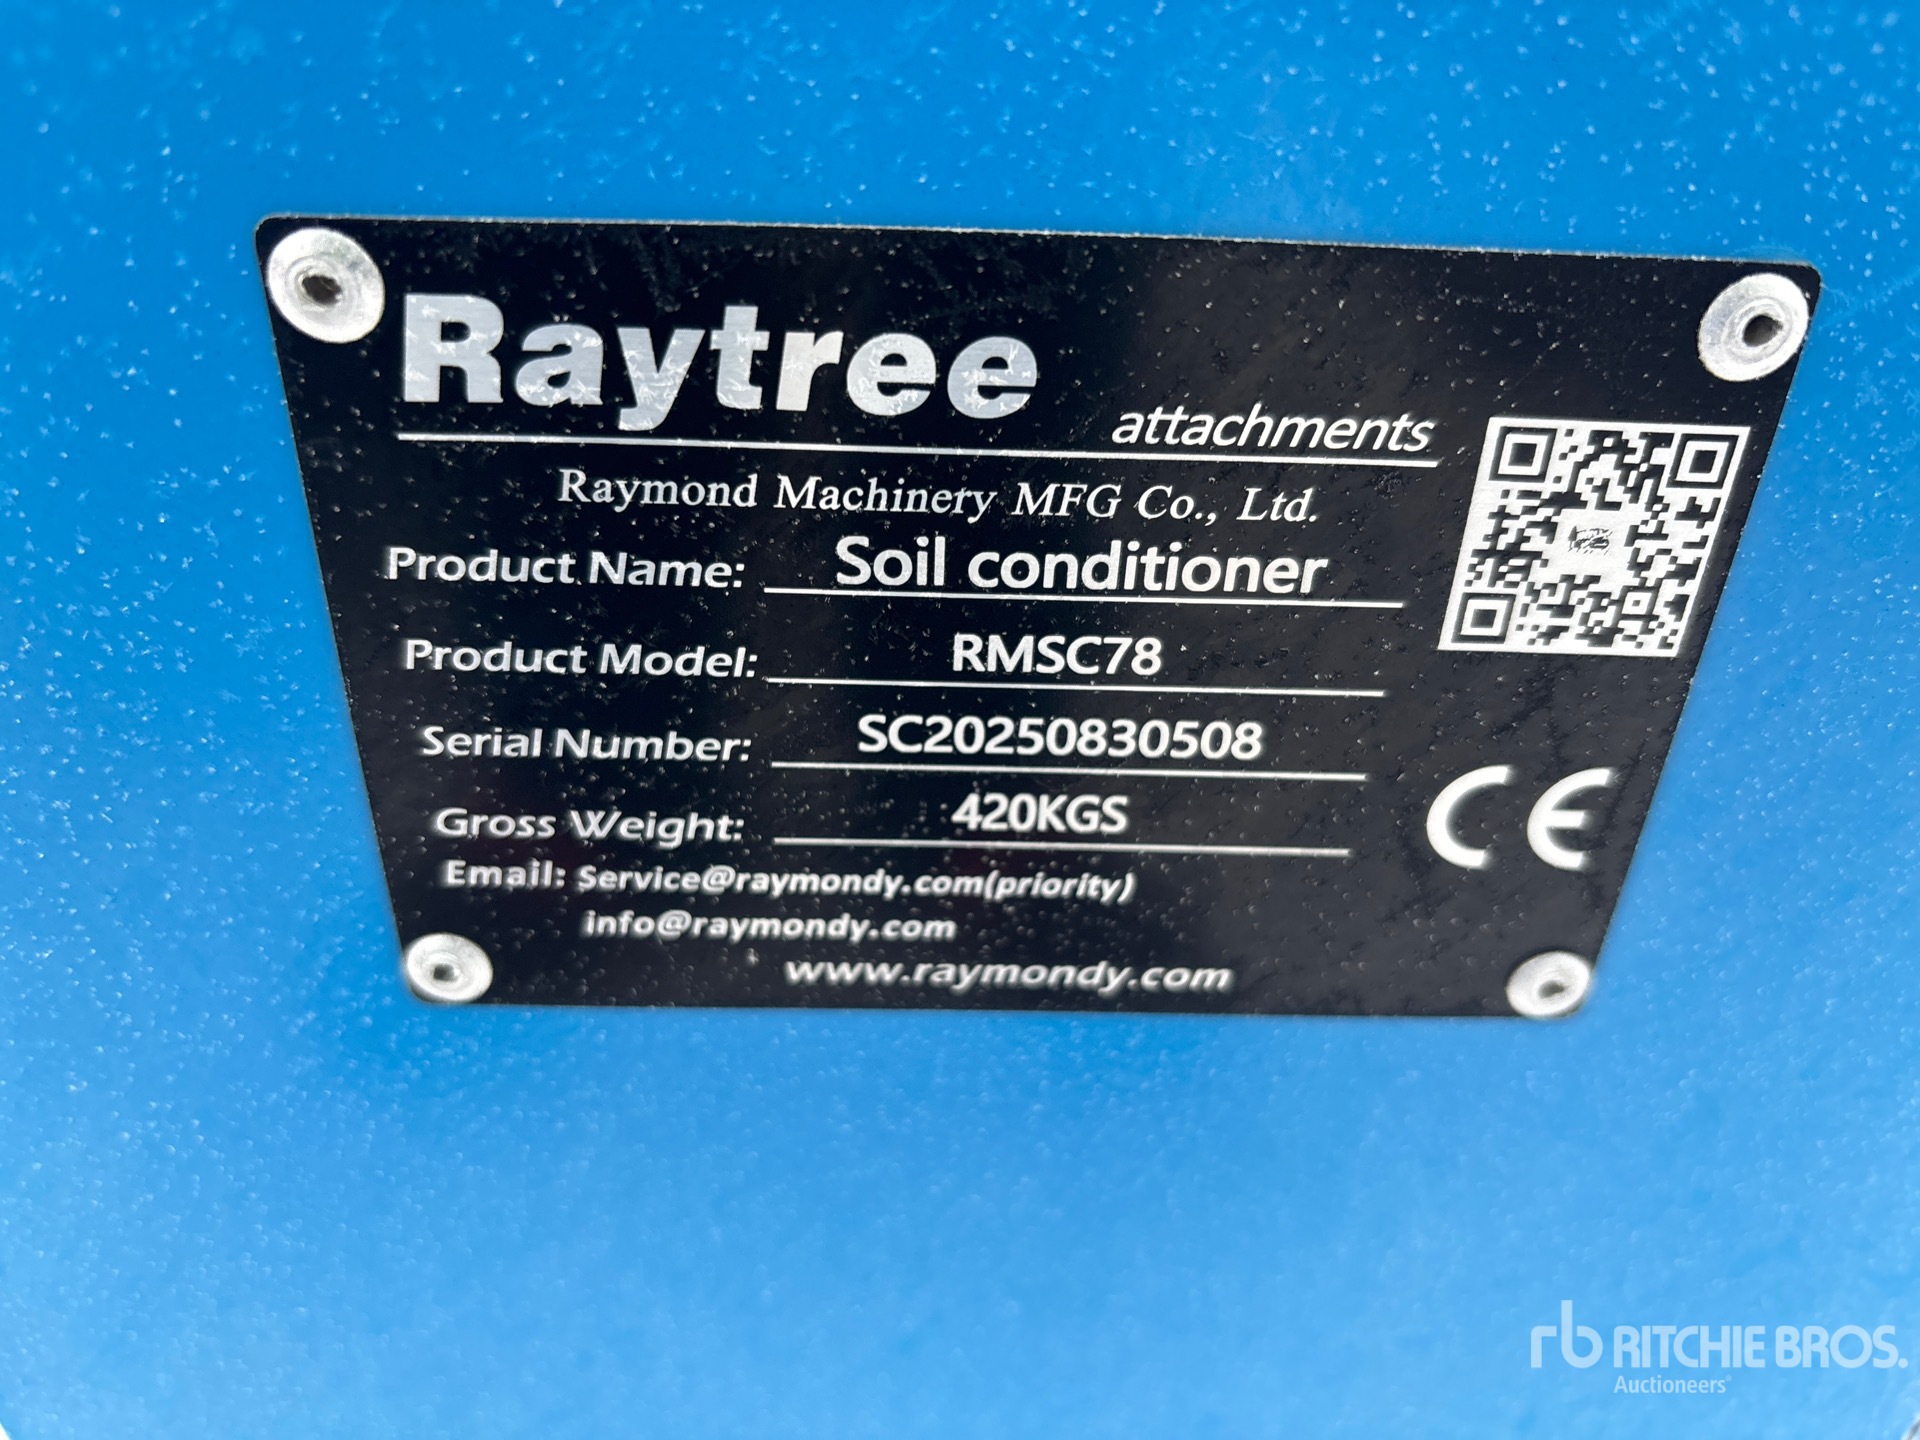 Raytree
attachments
Raymond Machinery MFG Co., Ltd.
Product Name: Soil conditioner
Product Model: RMSC78
Serial Number: SC20250830508
Gross Weight: 420KGS
Email: Service@raymondy.com(priority)
info@raymondy.com
www.raymondy.com
CE
rb RITCHIE BROS.
Auctioneers